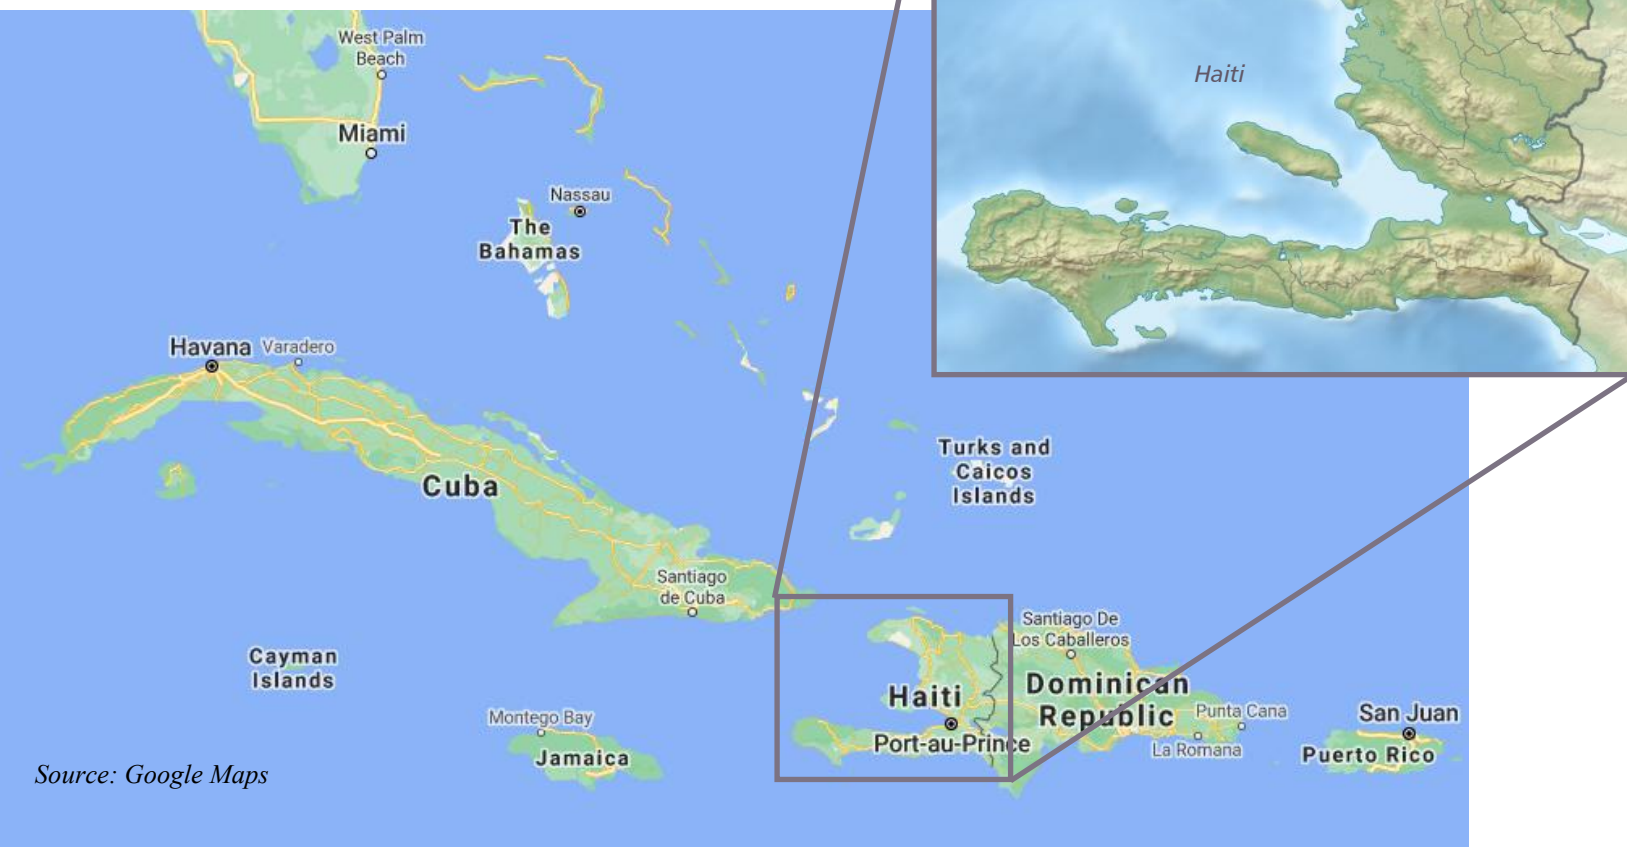 West Palm
Beach
Haiti
Miami
Nassau
The
Bahamas
Havana
Varadero
Turks and
Caicos
Islands
Cuba
Santiago
de Cuba
Santiago De
Los Caballeros
Cayman
Islands
Haiti
Dominican
Republic
Punta Cana
San Juan
Montego Bay
Port-au-Prince
La Romana
Jamaica
Puerto Rico
Source: Google Maps